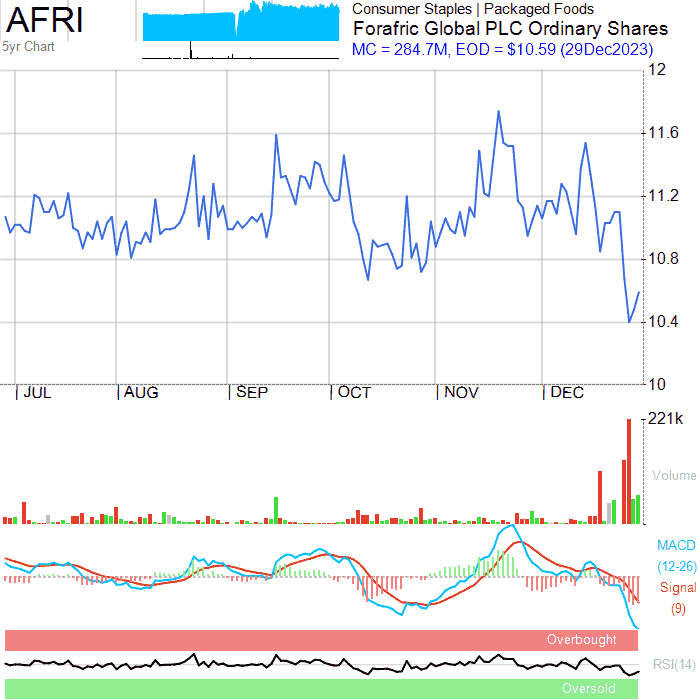 AFRI
5yr Chart
Consumer Staples | Packaged Foods
Forafric Global PLC Ordinary Shares
MC = 284.7M, EOD = $10.59 (29Dec2023)
12
11.6
11.2
10.8
10.4
10
| JUL | AUG | SEP | OCT | NOV | DEC
221k
Volume
MACD
(12-26)
Signal
(9)
Overbought
RSI(14)
Oversold